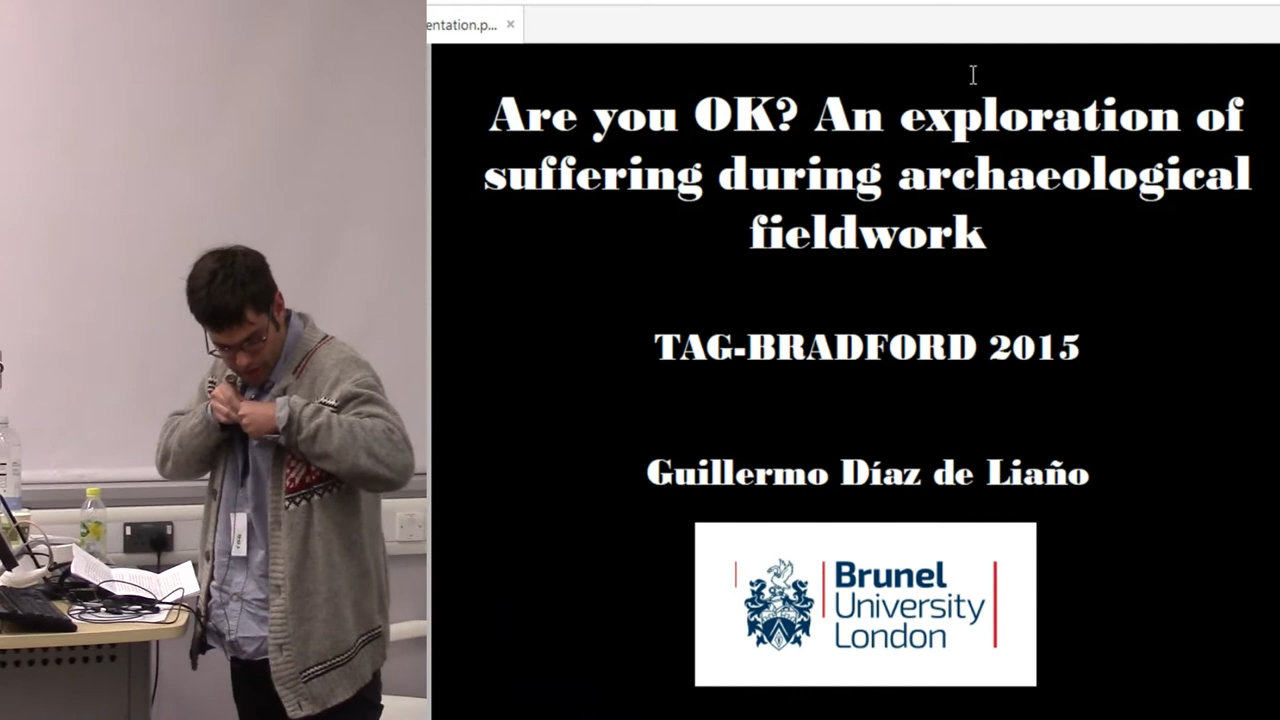 entation.p...
Are you OK? An exploration of
suffering during archaeological
fieldwork
TAG-BRADFORD 2015
Guillermo Díaz de Liaño
Brunel
University
London